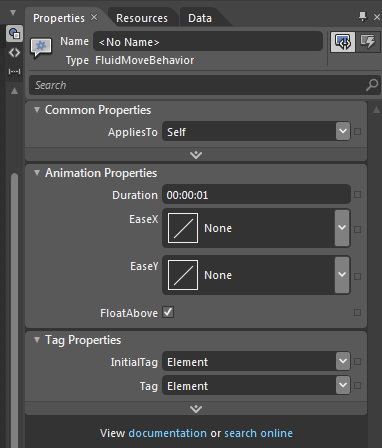 Properties × Resources Data
Name <No Name>
Type FluidMoveBehavior
Search
Common Properties
AppliesTo Self
Animation Properties
Duration 00:00:01
EaseX None
EaseY None
FloatAbove
Tag Properties
InitialTag Element
Tag Element
View documentation or search online